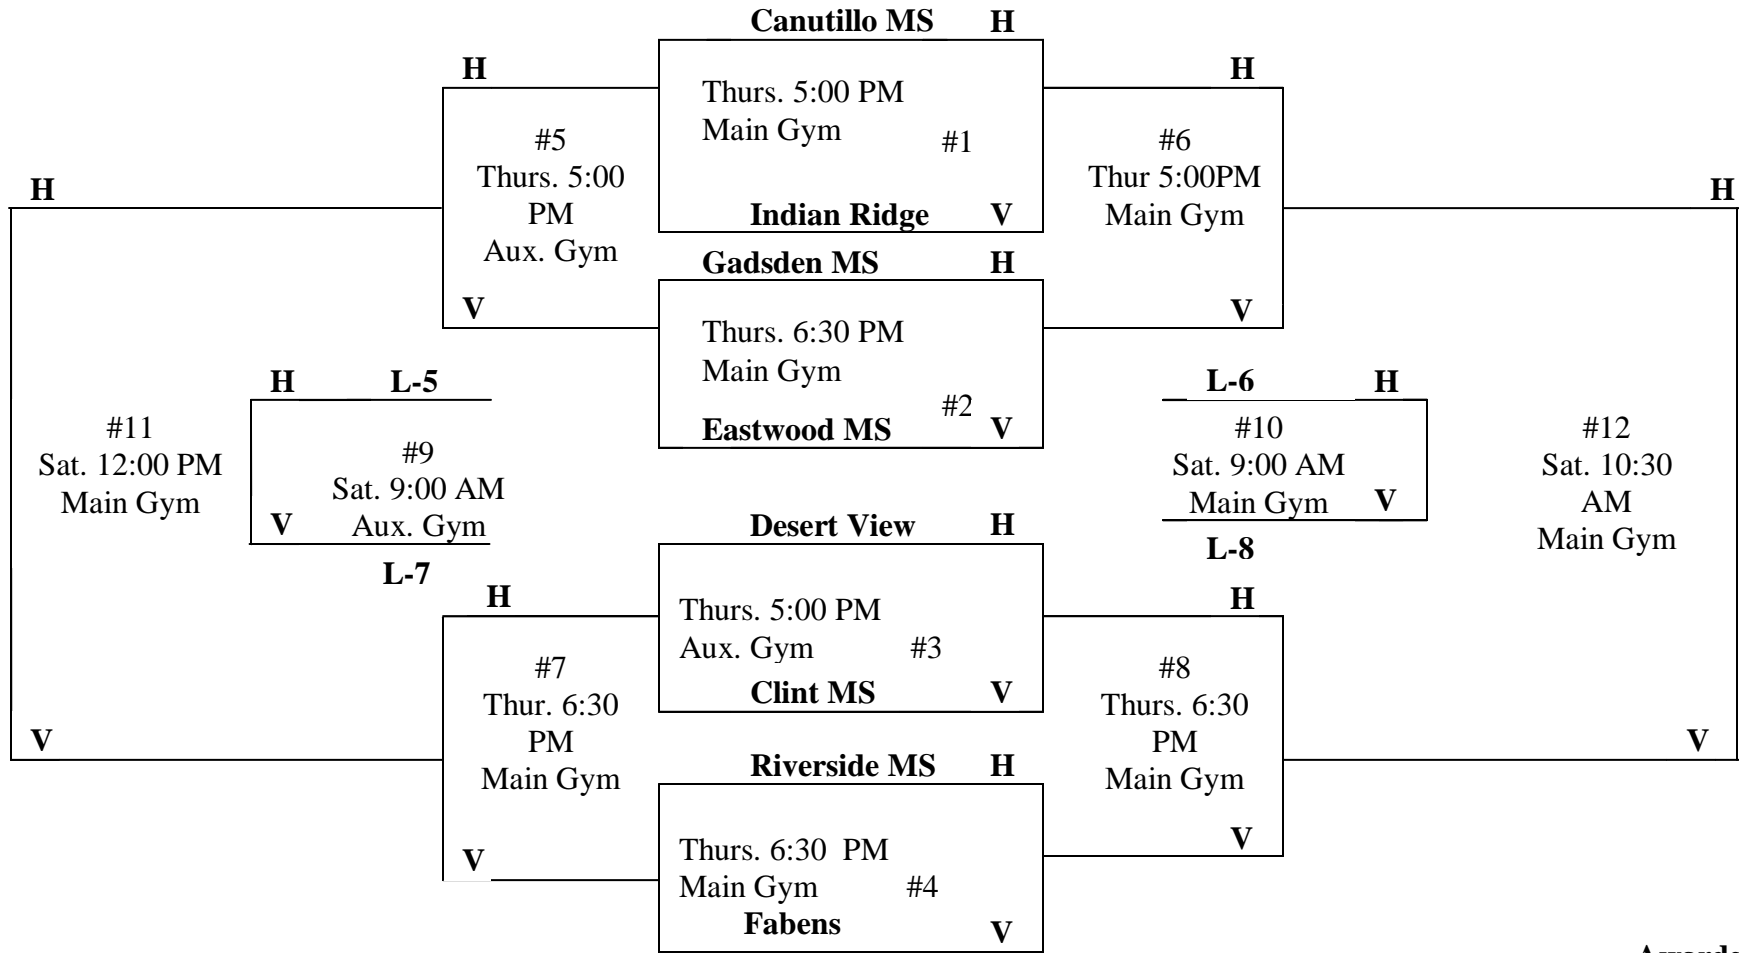 Canutillo MS H
H
H
Thurs. 5:00 PM
Main Gym
#1
#5
Thurs. 5:00
PM
Aux. Gym
#6
Thur 5:00PM
Main Gym
H
H
Indian Ridge V
Gadsden MS H
V
V
Thurs. 6:30 PM
Main Gym
#2
Eastwood MS V
H L-5
L-6 H
#11
Sat. 12:00 PM
Main Gym
#9
Sat. 9:00 AM
V Aux. Gym
L-7
#10
Sat. 9:00 AM
Main Gym V
L-8
#12
Sat. 10:30
AM
Main Gym
Desert View H
H
H
Thurs. 5:00 PM
Aux. Gym #3
Clint MS V
#7
Thur. 6:30
PM
Main Gym
#8
Thurs. 6:30
PM
Main Gym
V
V
Riverside MS H
V
V
Thurs. 6:30 PM
Main Gym #4
Fabens V